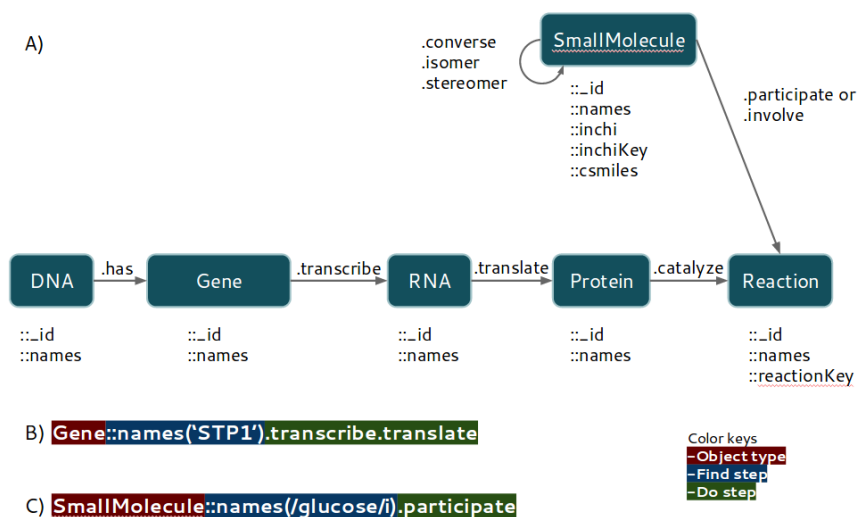 A)
SmallMolecule
.converse
.isomer
.stereomer
::_id
::names
::inchi
::inchiKey
::csmiles
.participate or
.involve
DNA
.has
Gene
.transcribe
RNA
.translate
Protein
.catalyze
Reaction
::_id
::names
::_id
::names
::_id
::names
::_id
::names
::_id
::names
::reactionKey
B) Gene::names(‘STP1’).transcribe.translate
C) SmallMolecule::names(/glucose/i).participate
Color keys
–Object type
–Find step
–Do step